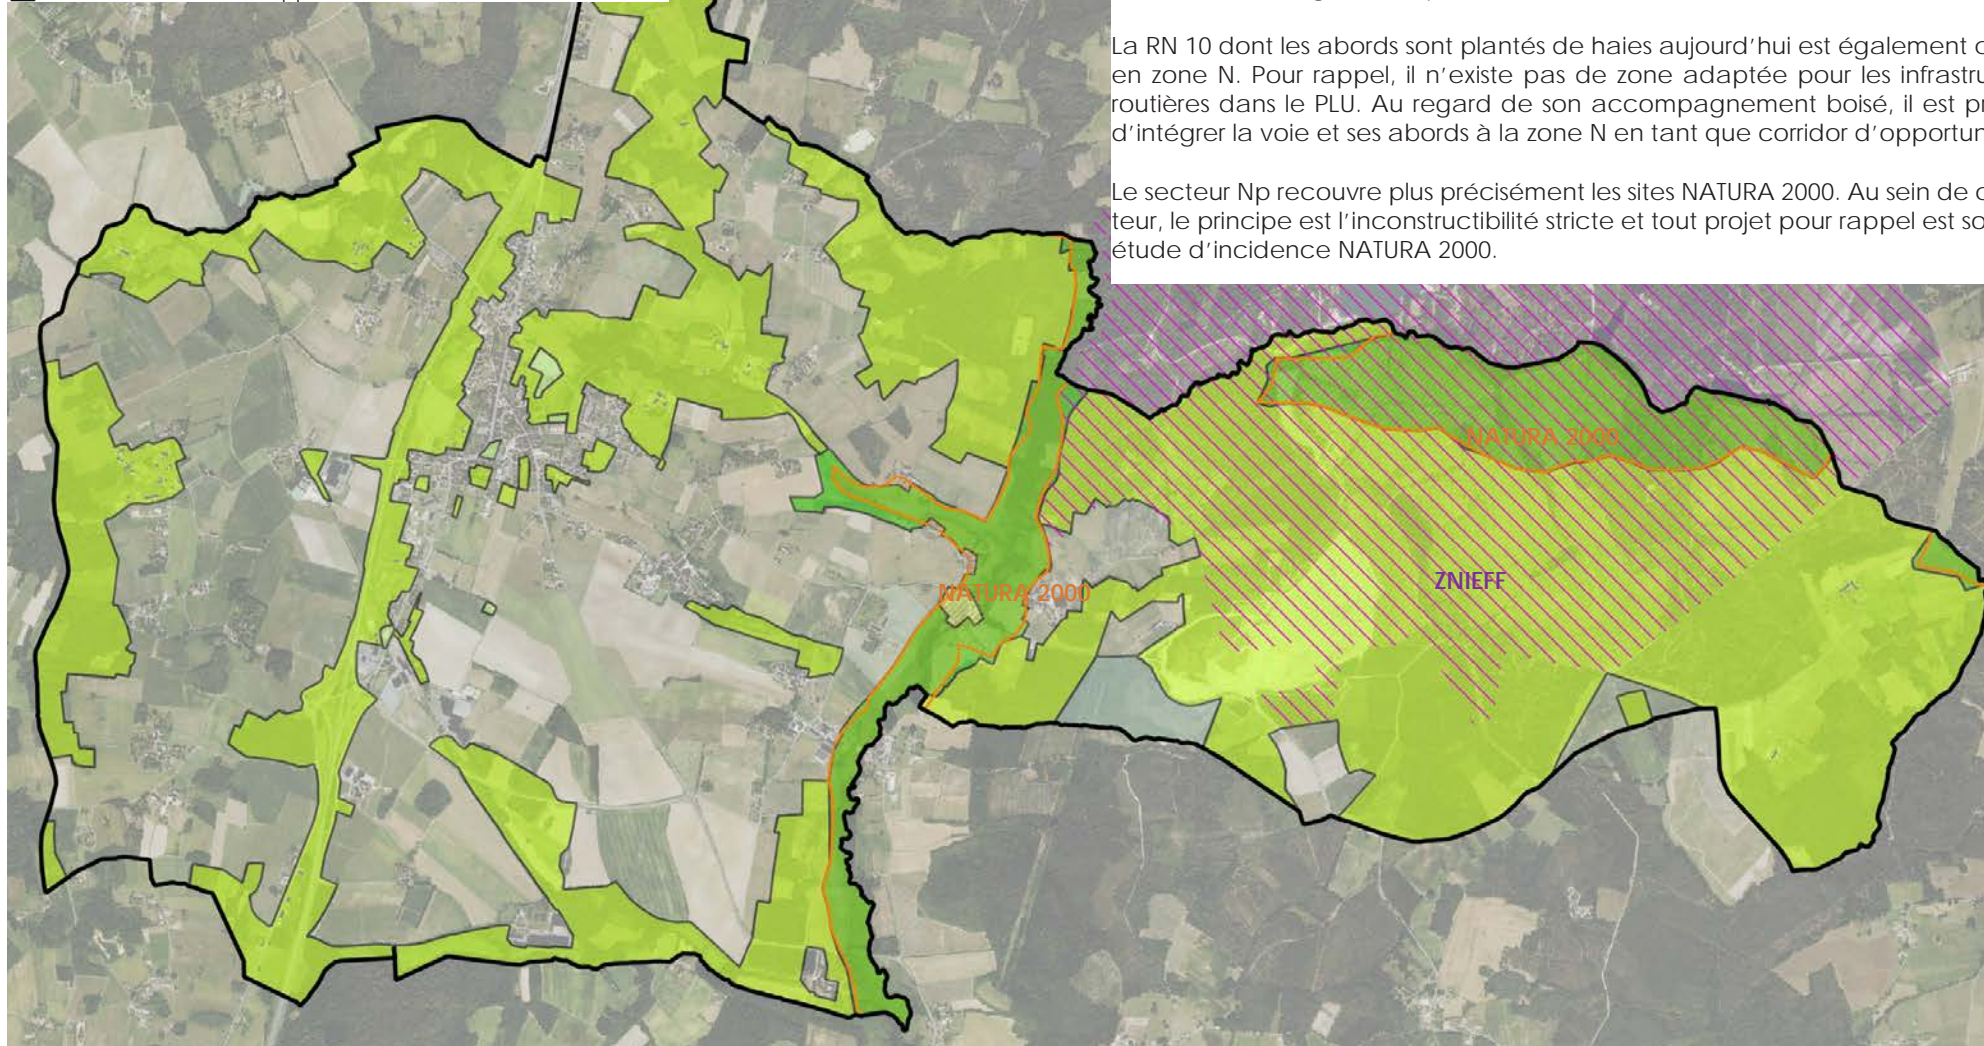 La RN 10 dont les abords sont plantés de haies aujourd'hui est également
en zone N. Pour rappel, il n'existe pas de zone adaptée pour les
routières dans le PLU. Au regard de son accompagnement boisé, il est
d'intégrer la voie et ses abords à la zone N en tant que corridor
Le secteur Np recouvre plus précisément les sites NATURA 2000. Au sein de
teur, le principe est l'inconstructibilité stricte et tout projet pour rappel est
étude d'incidence NATURA 2000.
NATURA 2000
ZNIEFF
NATURA 2000